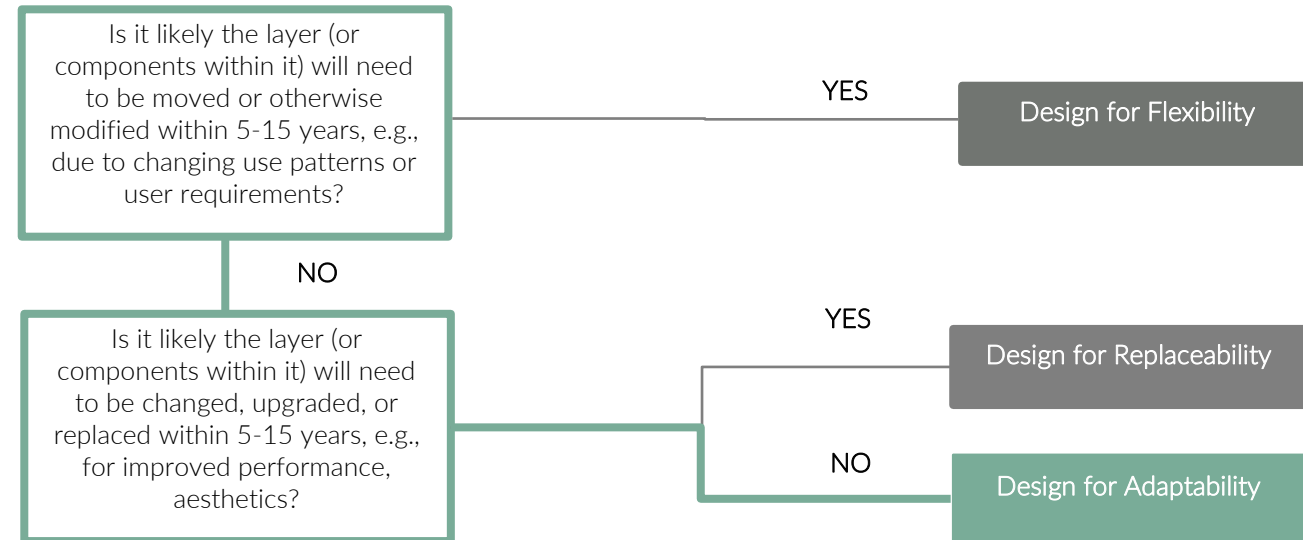 Is it likely the layer (or
components within it) will need
to be moved or otherwise
modified within 5-15 years, e.g.,
due to changing use patterns or
user requirements?
YES
Design for Flexibility
NO
Is it likely the layer (or
components within it) will need
to be changed, upgraded, or
replaced within 5-15 years, e.g.,
for improved performance,
aesthetics?
YES
Design for Replaceability
NO
Design for Adaptability